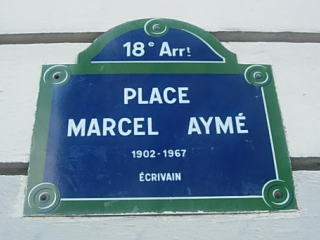 18e Arrt
PLACE
MARCEL AYMÉ
1902-1967
ÉCRIVAIN